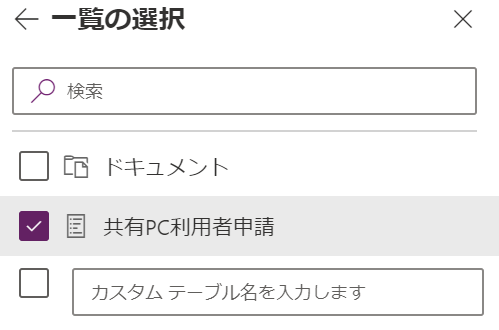 一覧の選択
検索
ドキュメント
共有PC利用者申請
カスタム テーブル名を入力します